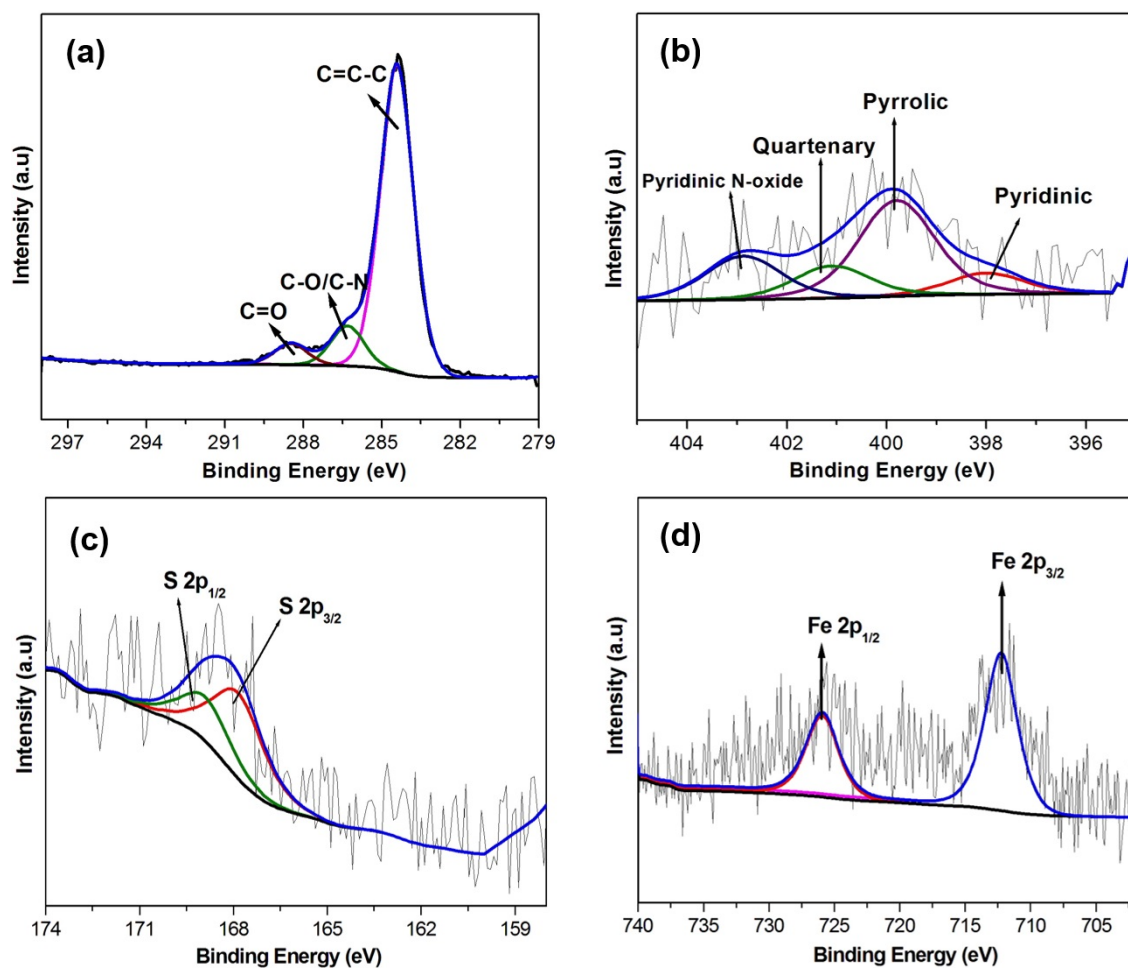 (a)
C=C-C
C-O/C-N
C=O
Intensity (a.u)
297 294 291 288 285 282 279
Binding Energy (eV)
(b)
Pyrrolic
Quartenary
Pyridinic N-oxide
Pyridinic
Intensity (a.u)
404 402 400 398 396
Binding Energy (eV)
(c)
S 2p1/2
S 2p3/2
Intensity (a.u)
174 171 168 165 162 159
Binding Energy (eV)
(d)
Fe 2p3/2
Fe 2p1/2
Intensity (a.u)
740 735 730 725 720 715 710 705
Binding Energy (eV)